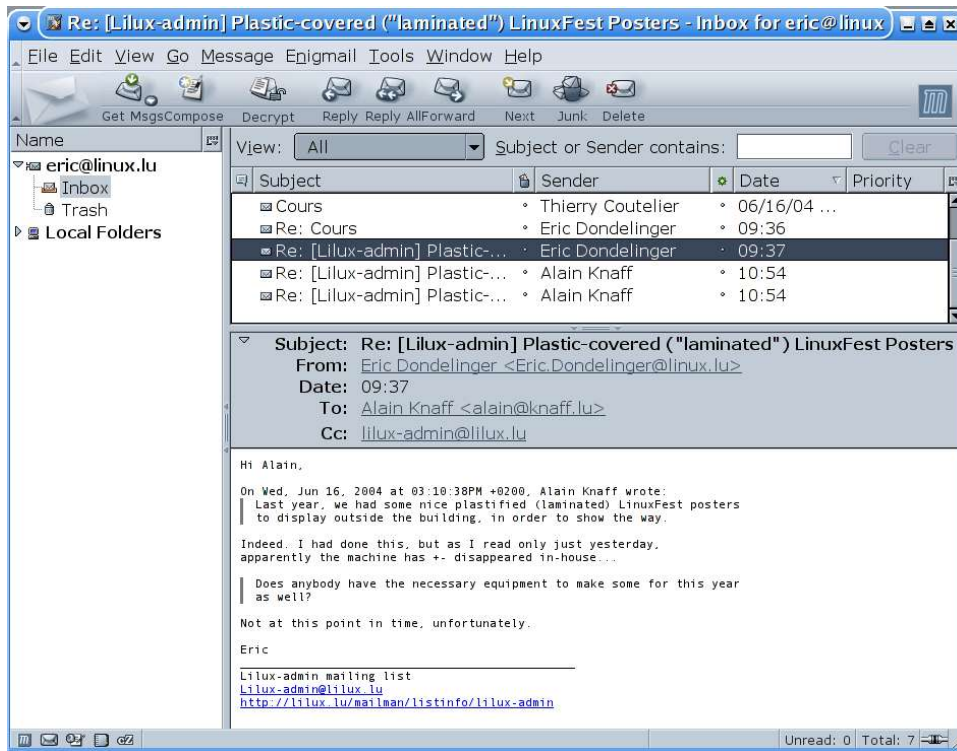 Re: [Lilux-admin] Plastic-covered ("laminated") LinuxFest Posters - Inbox for eric@linux
File Edit View Go Message Enigmail Tools Window Help
Get Msgs Compose Decrypt Reply Reply All Forward Next Junk Delete
Name
eric@linux.lu
Inbox
Trash
Local Folders
View: All Subject or Sender contains: Clear
Subject Sender Date Priority
Cours Thierry Coutelier 06/16/04 ...
Re: Cours Eric Dondelinger 09:36
Re: [Lilux-admin] Plastic-... Eric Dondelinger 09:37
Re: [Lilux-admin] Plastic-... Alain Knaff 10:54
Re: [Lilux-admin] Plastic-... Alain Knaff 10:54
Subject: Re: [Lilux-admin] Plastic-covered ("laminated") LinuxFest Posters
From: Eric Dondelinger <Eric.Dondelinger@linux.lu>
Date: 09:37
To: Alain Knaff <alain@knaff.lu>
Cc: lilux-admin@lilux.lu
Hi Alain,
On Wed, Jun 16, 2004 at 03:10:38PM +0200, Alain Knaff wrote:
Last year, we had some nice plastified (laminated) LinuxFest posters
to display outside the building, in order to show the way.
Indeed. I had done this, but as I read only just yesterday,
apparently the machine has +- disappeared in-house...
Does anybody have the necessary equipment to make some for this year
as well?
Not at this point in time, unfortunately.
Eric
Lilux-admin mailing list
Lilux-admin@lilux.lu
http://lilux.lu/mailman/listinfo/lilux-admin
Unread: 0 Total: 7